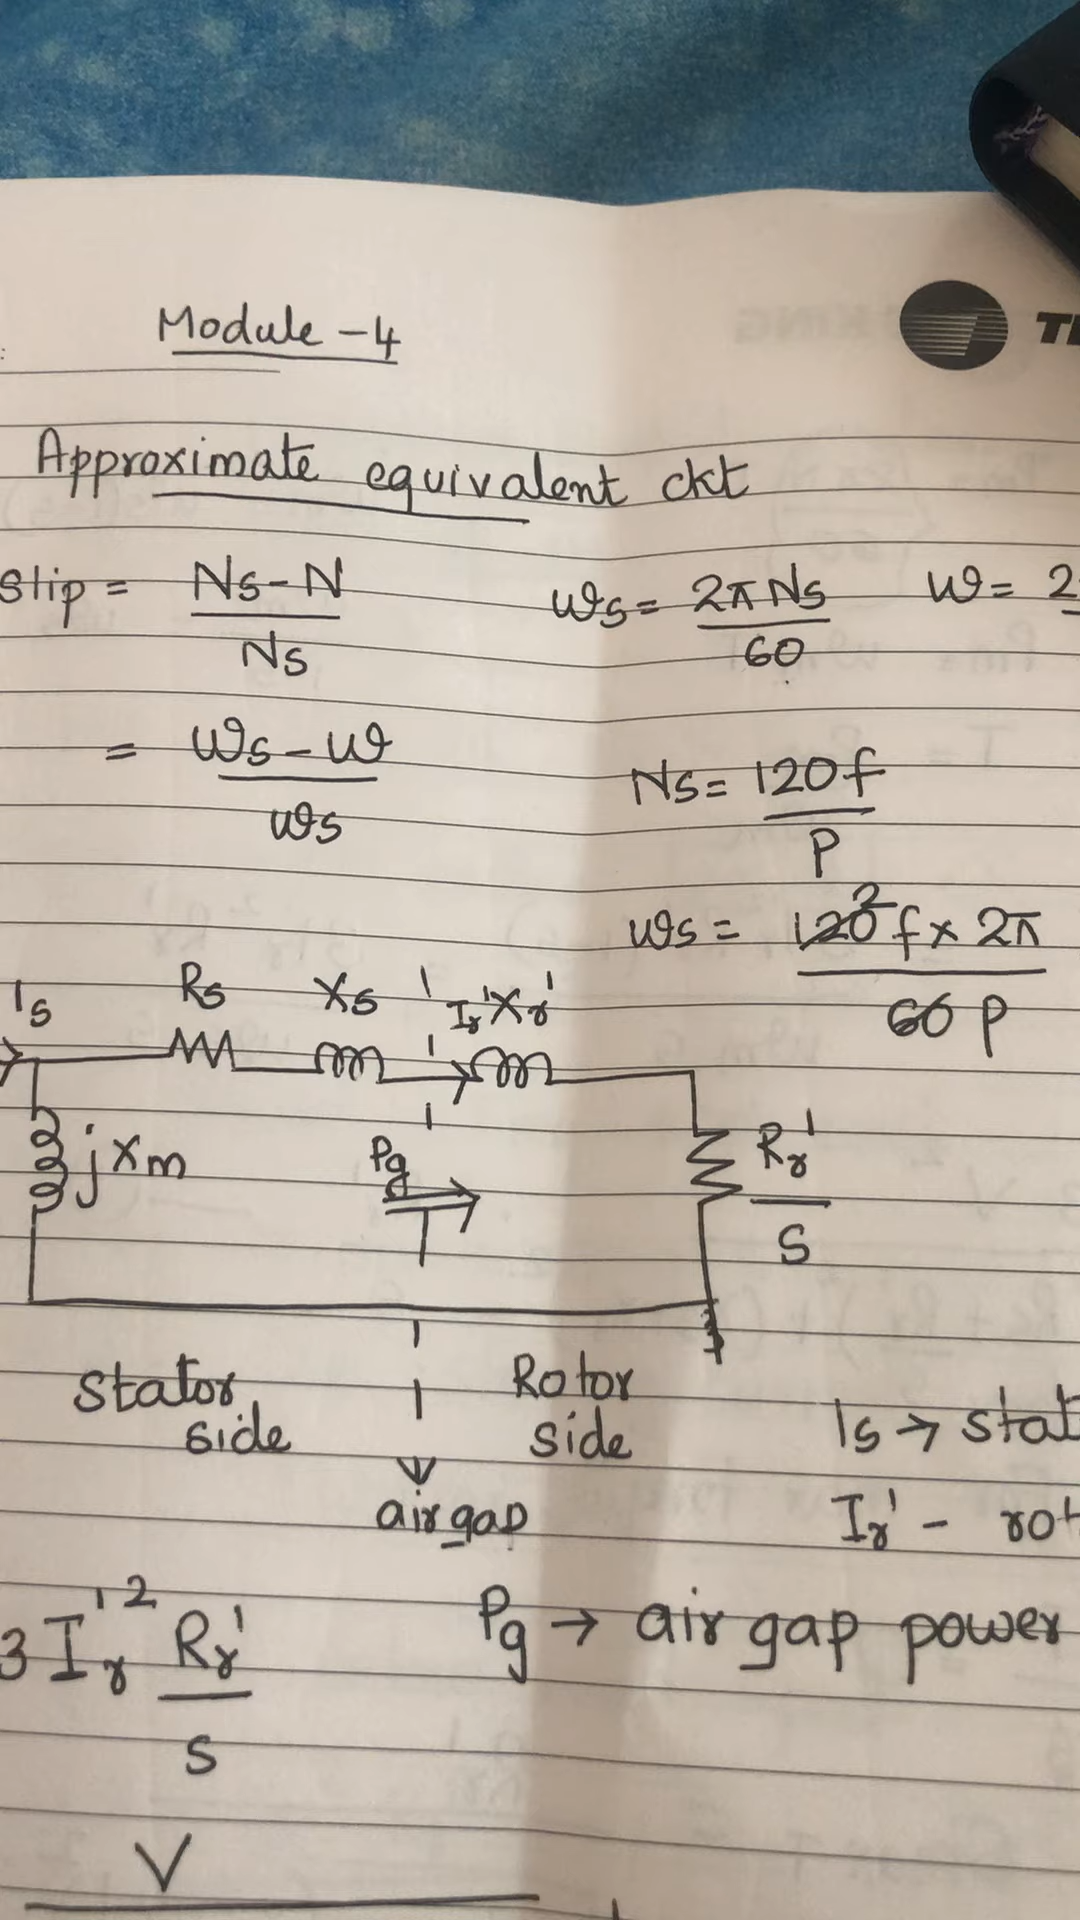 Module - 4
Approximate equivalent ckt
Slip = Ns - N / Ns
ωs = 2π Ns / 60
ω = 2
= ωs - ω / ωs
Ns = 120f / P
ωs = 120 2 f x 2π / 60 P
Is Rs Xs Ir' Xr'
jXm Pg Rr' / S
Stator side Rotor side
air gap
Is → stat
Ir' - rot
3 Ir'2 Rr' / S
Pg → air gap power
V